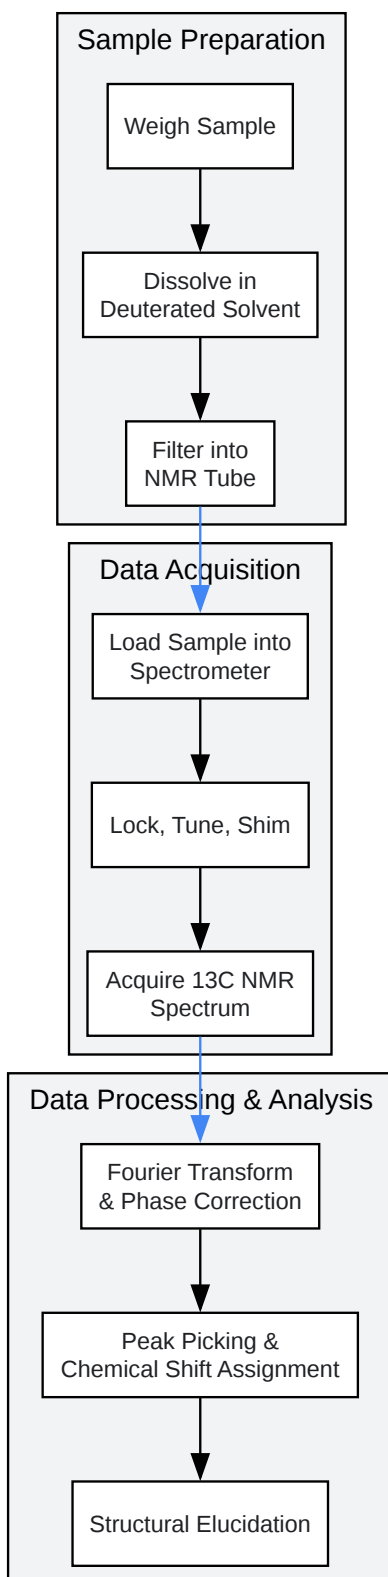 Sample Preparation
Weigh Sample
Dissolve in
Deuterated Solvent
Filter into
NMR Tube
Data Acquisition
Load Sample into
Spectrometer
Lock, Tune, Shim
Acquire 13C NMR
Spectrum
Data Processing & Analysis
Fourier Transform
& Phase Correction
Peak Picking &
Chemical Shift Assignment
Structural Elucidation